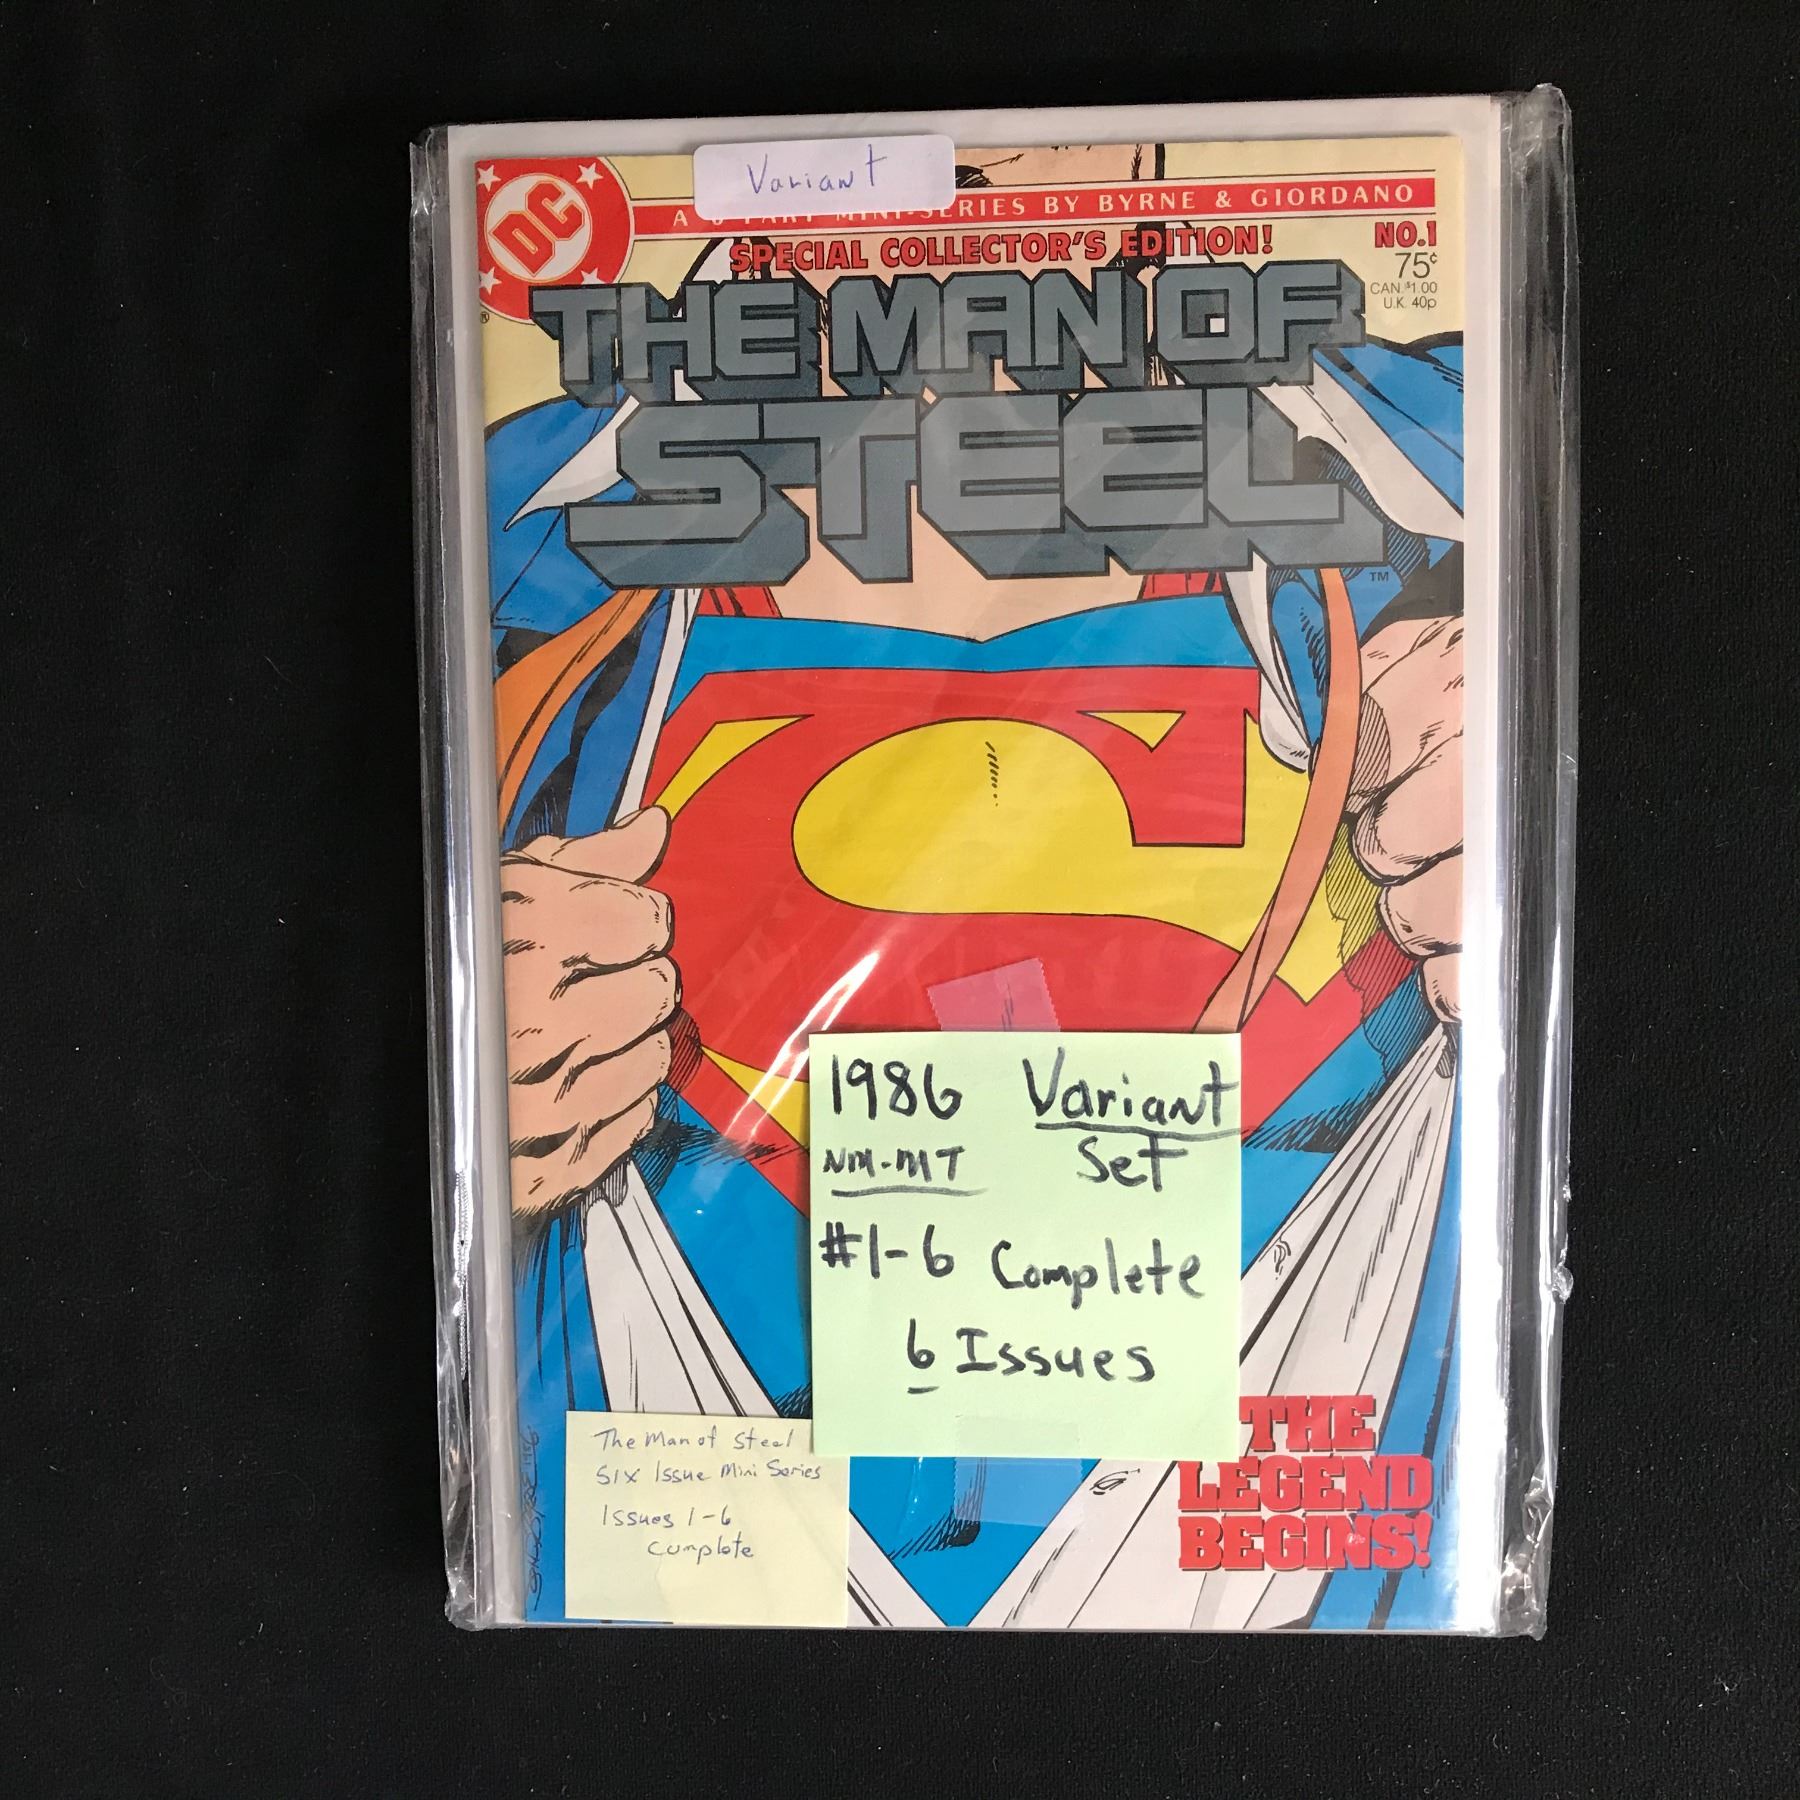 Variant
DC
A 6 PART MINI-SERIES BY BYRNE & GIORDANO
SPECIAL COLLECTOR'S EDITION!
NO.1
75¢
CAN. $1.00
U.K. 40p
®
THE MAN OF
STEEL
TM
1986 Variant
NM-MT Set
#1-6 Complete
6 Issues
The Man of Steel
Six Issue Mini Series
Issues 1-6
Complete
THE
LEGEND
BEGINS!